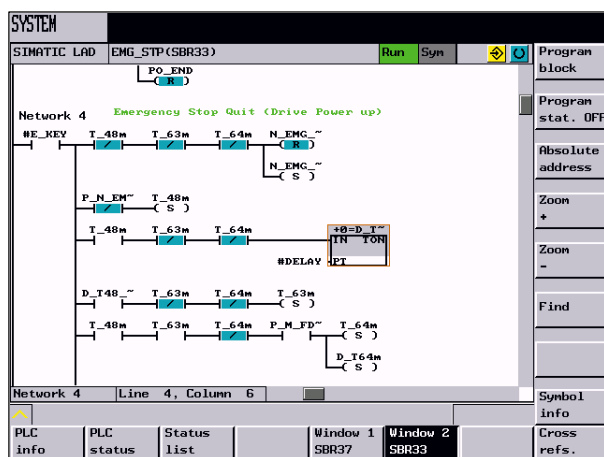 SYSTEM
SIMATIC LAD EMG_STP(SBR33) Run Sym
Program
block
Program
stat. OFF
Absolute
address
Zoom
+
Zoom
-
Find
Symbol
info
Cross
refs.
PO_END
( R )
Network 4 Emergency Stop Quit (Drive Power up)
#E_KEY T_48m T_63m T_64m N_EMG_~
( R )
N_EMG_~
( S )
P_N_EM~ T_48m
( S )
T_48m T_63m T_64m +0=D_T~
IN TON
#DELAY PT
D_T48_~ T_63m T_64m T_63m
( S )
T_48m T_63m T_64m P_M_FD~ T_64m
( S )
D_T64m
( S )
Network 4 Line 4, Column 6
PLC
info
PLC
status
Status
list
Window 1
SBR37
Window 2
SBR33